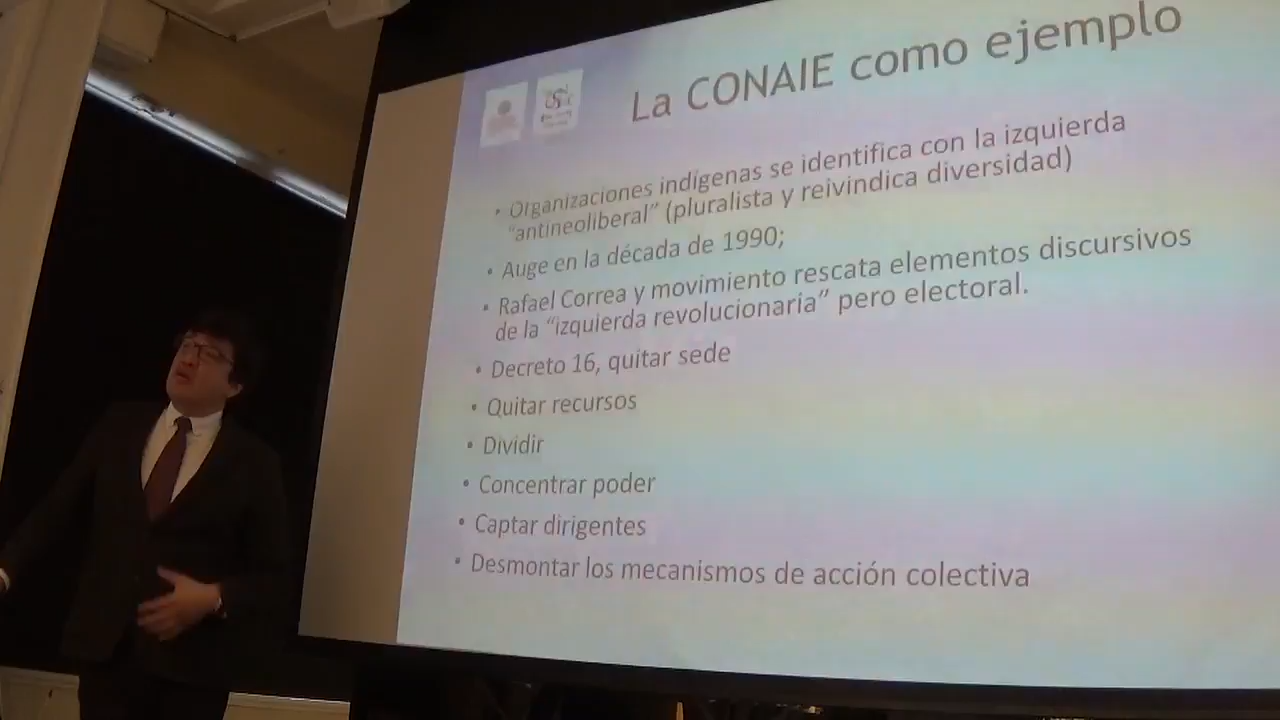 La CONAIE como ejemplo
• Organizaciones indígenas se identifica con la izquierda
"antineoliberal" (pluralista y reivindica diversidad)
• Auge en la década de 1990;
• Rafael Correa y movimiento rescata elementos discursivos
de la "izquierda revolucionaria" pero electoral.
• Decreto 16, quitar sede
• Quitar recursos
• Dividir
• Concentrar poder
• Captar dirigentes
• Desmontar los mecanismos de acción colectiva